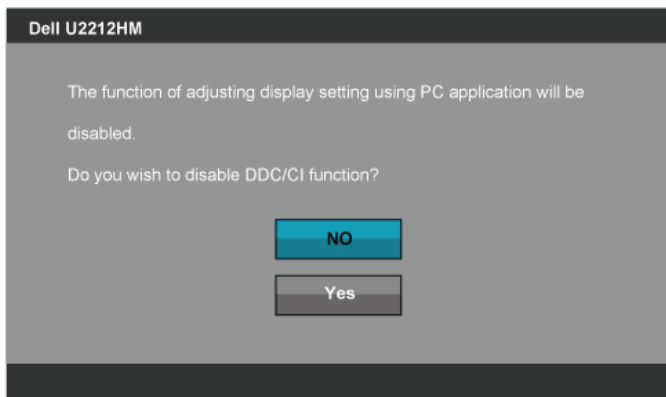 Dell U2212HM
The function of adjusting display setting using PC application will be
disabled.
Do you wish to disable DDC/CI function?
NO
Yes